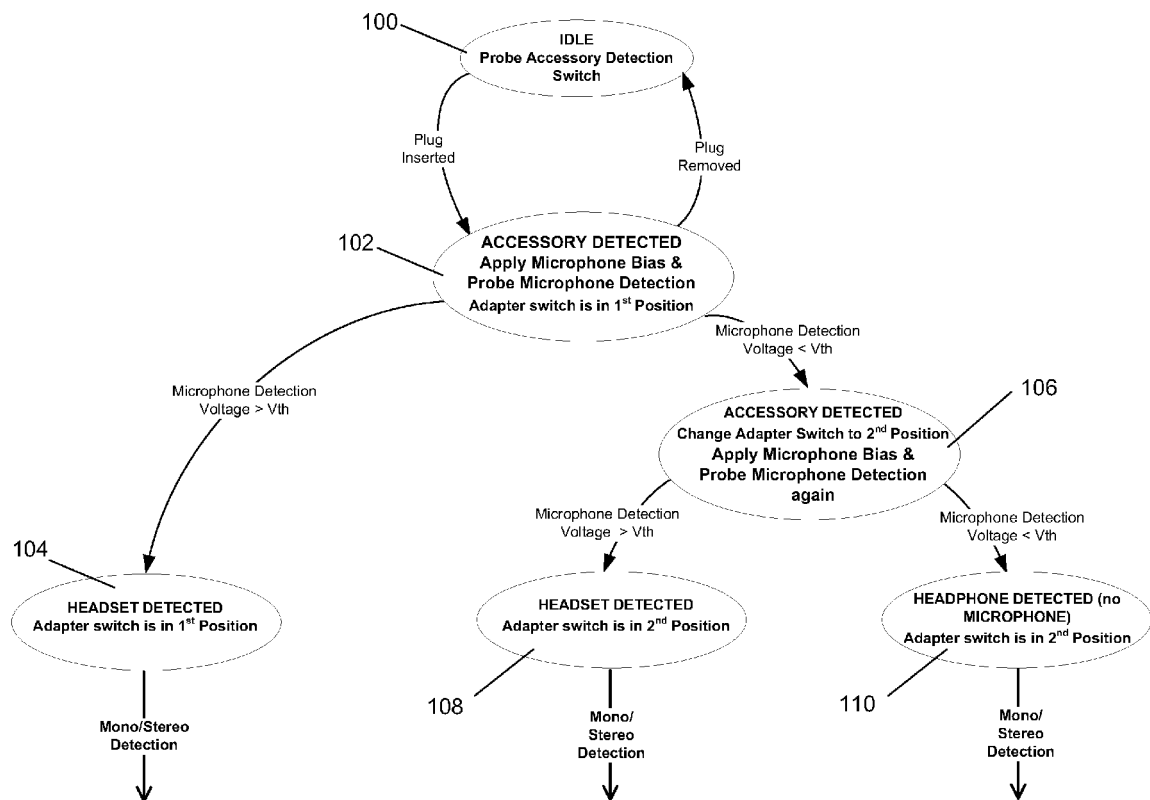 100
IDLE
Probe Accessory Detection
Switch
Plug
Inserted
Plug
Removed
102
ACCESSORY DETECTED
Apply Microphone Bias &
Probe Microphone Detection
Adapter switch is in 1st Position
Microphone Detection
Voltage < Vth
Microphone Detection
Voltage > Vth
106
ACCESSORY DETECTED
Change Adapter Switch to 2nd Position
Apply Microphone Bias &
Probe Microphone Detection
again
Microphone Detection
Voltage > Vth
Microphone Detection
Voltage < Vth
104
HEADSET DETECTED
Adapter switch is in 1st Position
HEADSET DETECTED
Adapter switch is in 2nd Position
HEADPHONE DETECTED (no
MICROPHONE)
Adapter switch is in 2nd Position
108
110
Mono/Stereo
Detection
Mono/
Stereo
Detection
Mono/
Stereo
Detection